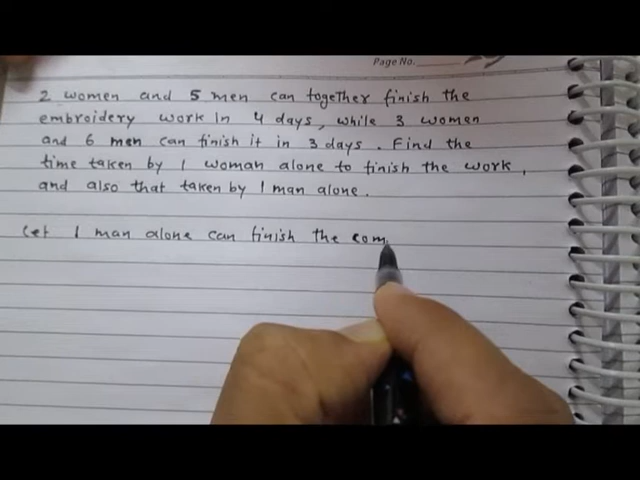 Page No.
2 women and 5 men can together finish the
embroidery work in 4 days, while 3 women
and 6 men can finish it in 3 days. Find the
time taken by 1 woman alone to finish the work,
and also that taken by 1 man alone.
Let 1 man alone can finish the com